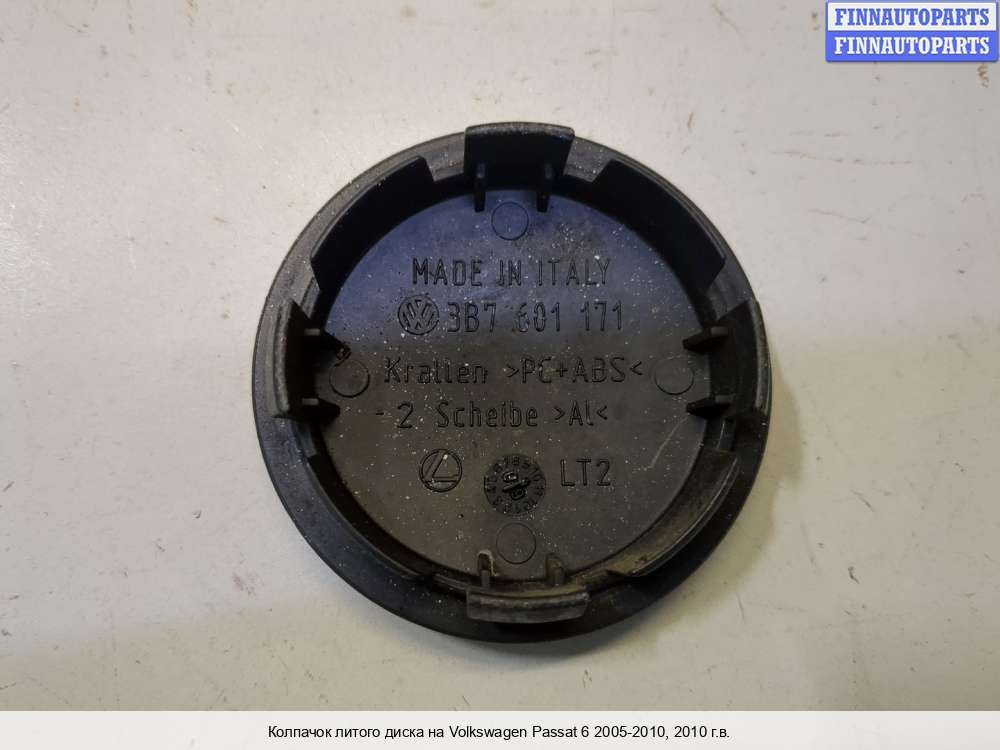 FINNAUTOPARTS
FINNAUTOPARTS
MADE IN ITALY
3B7 601 171
Krallen >PC+ABS<
2 Scheibe >Al<
LT2
Колпачок литого диска на Volkswagen Passat 6 2005-2010, 2010 г.в.